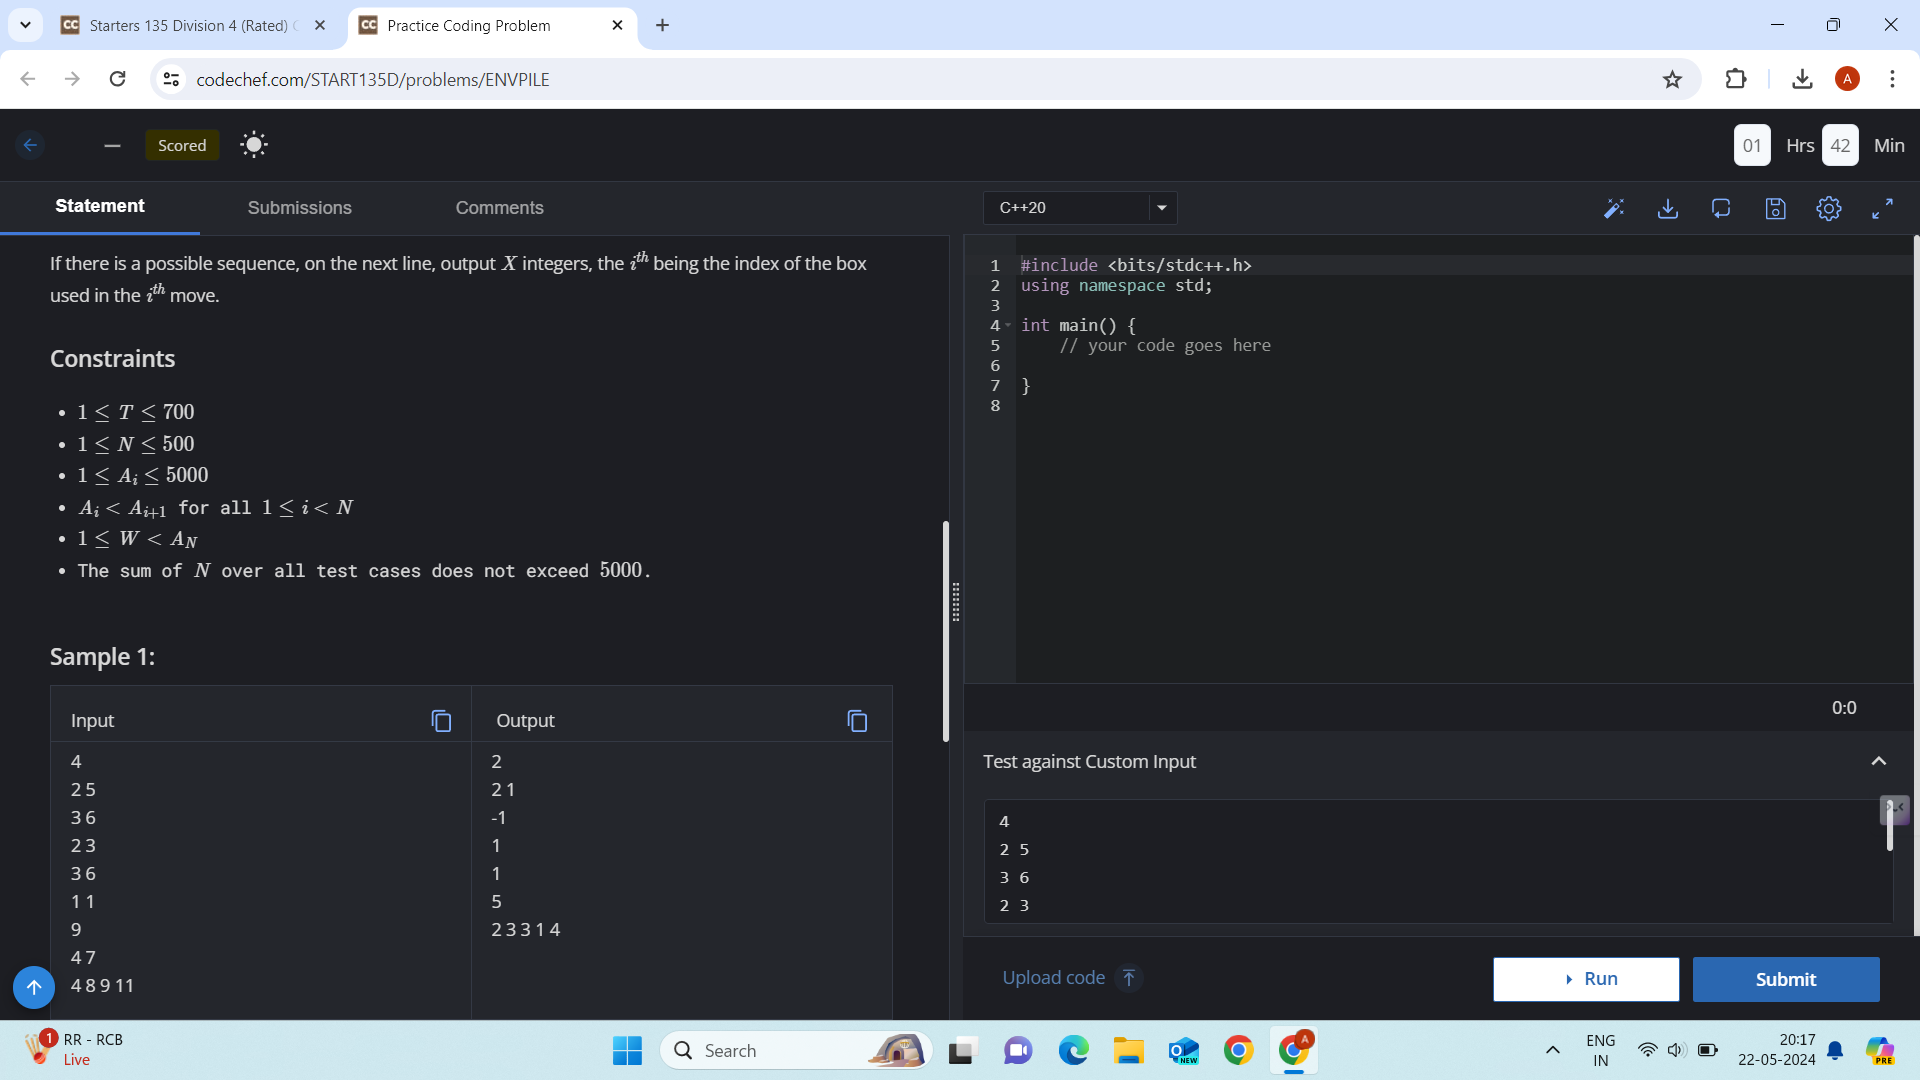 Starters 135 Division 4 (Rated)
Practice Coding Problem
codechef.com/START135D/problems/ENVPILE
A
Scored
01 Hrs 42 Min
Statement
Submissions
Comments
C++20
If there is a possible sequence, on the next line, output X integers, the i^th being the index of the box
used in the i^th move.
Constraints
• 1 ≤ T ≤ 700
• 1 ≤ N ≤ 500
• 1 ≤ A_i ≤ 5000
• A_i < A_{i+1} for all 1 ≤ i < N
• 1 ≤ W < A_N
• The sum of N over all test cases does not exceed 5000.
Sample 1:
Input
Output
4
2 5
3 6
2 3
3 6
1 1
9
4 7
4 8 9 11
2
2 1
-1
1
1
5
2 3 3 1 4
1 #include <bits/stdc++.h>
2 using namespace std;
3
4 int main() {
5 // your code goes here
6
7 }
8
0:0
Test against Custom Input
4
2 5
3 6
2 3
Upload code
Run
Submit
1
RR - RCB
Live
Search
NEW
A
ENG
IN
20:17
22-05-2024
PRE